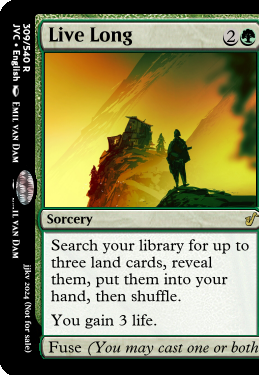 Live Long 2
Sorcery
Search your library for up to
three land cards, reveal
them, put them into your
hand, then shuffle.
You gain 3 life.
Fuse (You may cast one or both
309/540 R
JVC • English
Emil van Dam
jjkv 2024 (Not for sale)